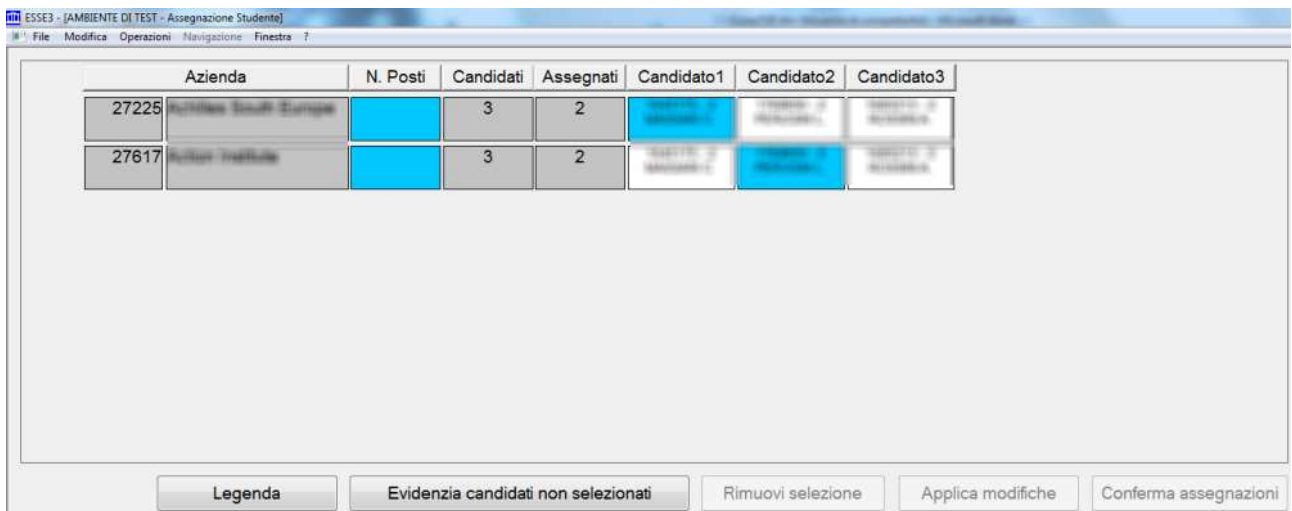 ESSE3 - [AMBIENTE DI TEST - Assegnazione Studente]
File Modifica Operazioni Navigazione Finestra ?
Azienda N. Posti Candidati Assegnati Candidato1 Candidato2 Candidato3
27225 3 2
27617 3 2
Legenda Evidenzia candidati non selezionati Rimuovi selezione Applica modifiche Conferma assegnazioni